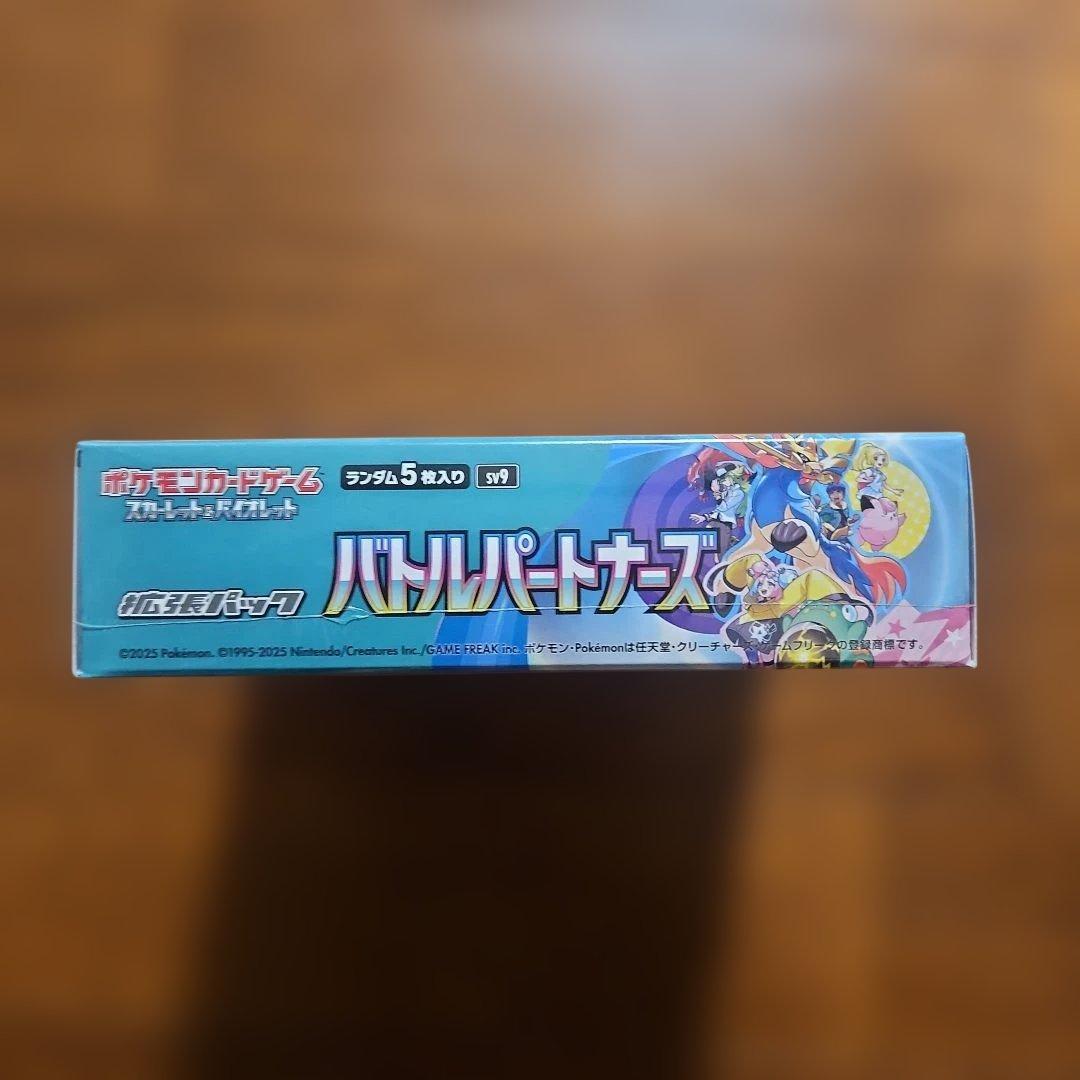 ポケモンカードゲーム
スカーレット&バイオレット
ランダム5枚入り
sv9
拡張パック
バトルパートナーズ
©2025 Pokémon. ©1995-2025 Nintendo/Creatures Inc./GAME FREAK inc. ポケモン・Pokémonは任天堂・クリーチャーズ・ゲームフリークの登録商標です。